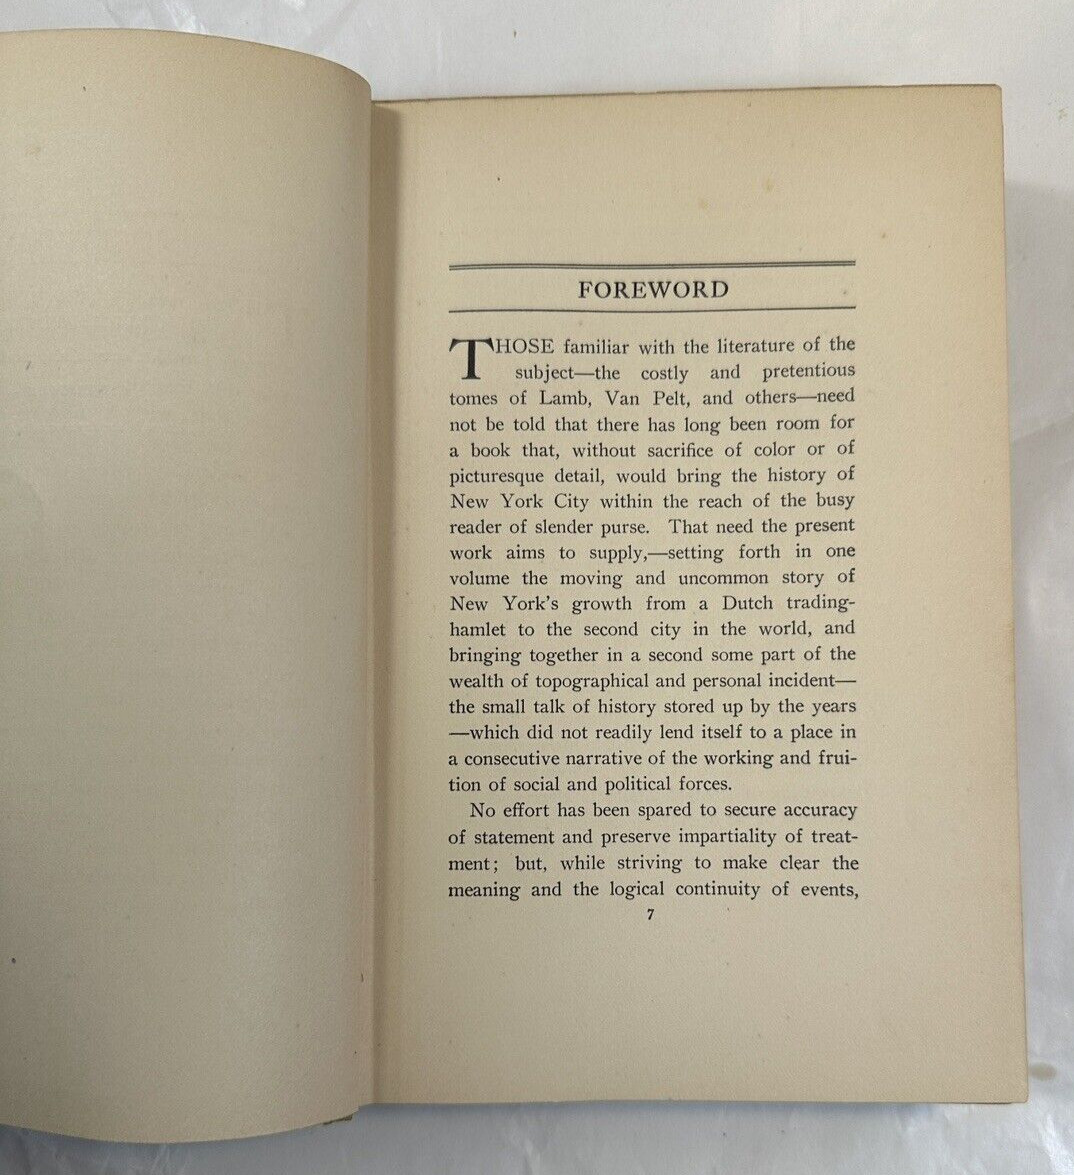 FOREWORD
THOSE familiar with the literature of the
subject—the costly and pretentious
tomes of Lamb, Van Pelt, and others—need
not be told that there has long been room for
a book that, without sacrifice of color or of
picturesque detail, would bring the history of
New York City within the reach of the busy
reader of slender purse. That need the present
work aims to supply,—setting forth in one
volume the moving and uncommon story of
New York's growth from a Dutch trading-
hamlet to the second city in the world, and
bringing together in a second some part of the
wealth of topographical and personal incident—
the small talk of history stored up by the years
—which did not readily lend itself to a place in
a consecutive narrative of the working and frui-
tion of social and political forces.
No effort has been spared to secure accuracy
of statement and preserve impartiality of treat-
ment; but, while striving to make clear the
meaning and the logical continuity of events,
7